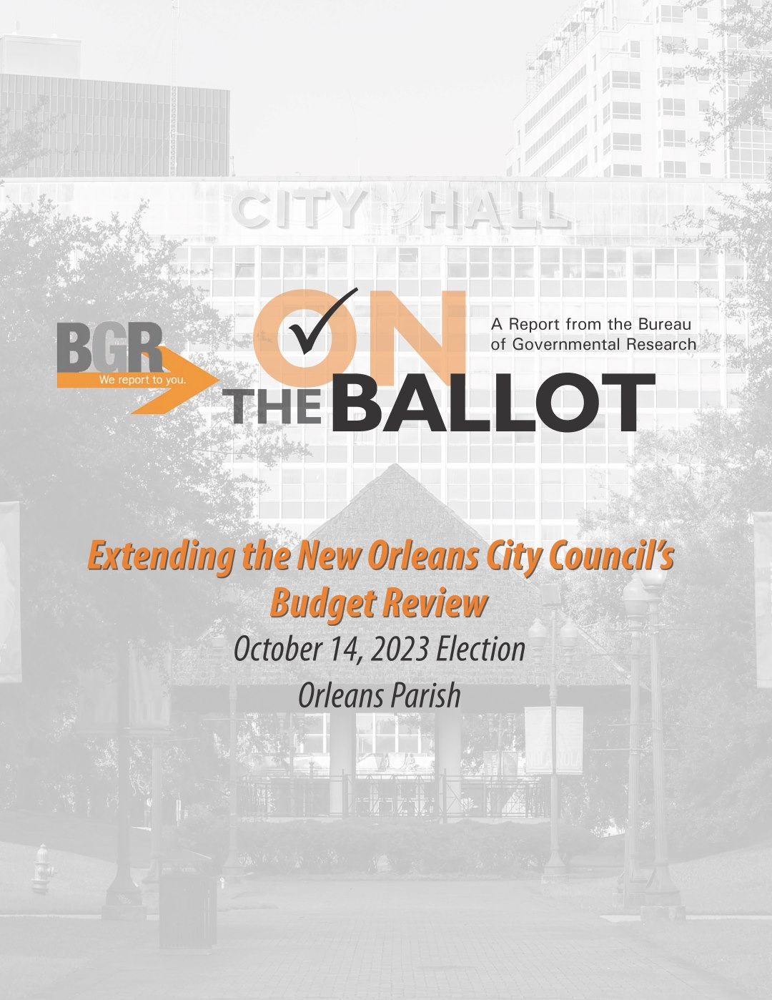 CITY HALL
ON
A Report from the Bureau
of Governmental Research
BGR
We report to you.
THE BALLOT
Extending the New Orleans City Council's
Budget Review
October 14, 2023 Election
Orleans Parish